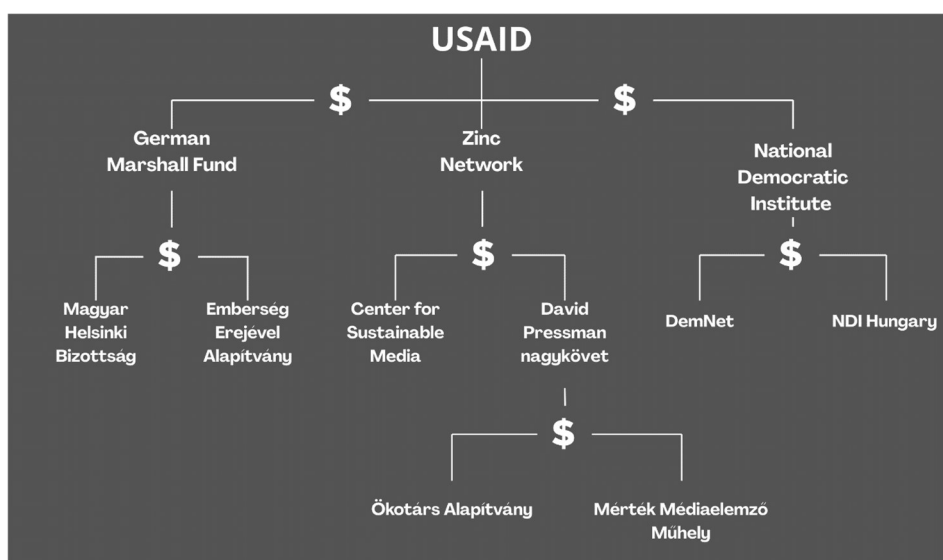 USAID
$ $
German
Marshall Fund
Zinc
Network
National
Democratic
Institute
$ $ $
Magyar
Helsinki
Bizottság
Emberség
Erejével
Alapítvány
Center for
Sustainable
Media
David
Pressman
nagykövet
DemNet
NDI Hungary
$
Ökotárs Alapítvány
Mérték Médiaelemző
Műhely